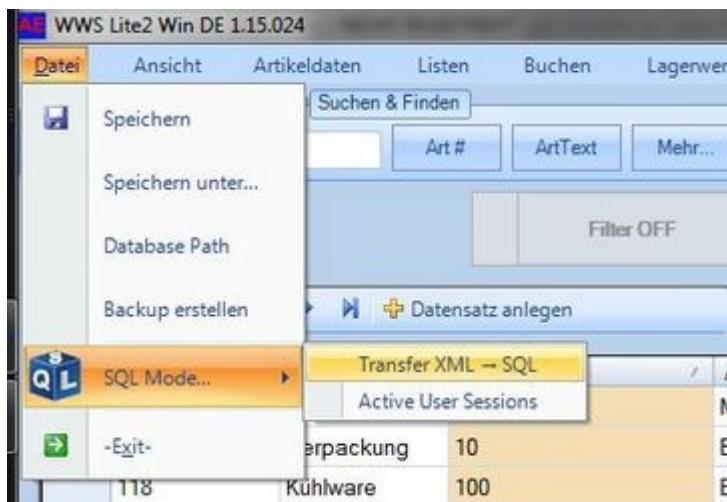 AE WWS Lite2 Win DE 1.15.024
Datei Ansicht Artikeldaten Listen Buchen
Suchen & Finden
Art # ArtText Mehr...
Filter OFF
Speichern
Speichern unter...
Database Path
Backup erstellen
Datensatz anlegen
SQL SQL Mode...
Transfer XML → SQL
Active User Sessions
-Exit-
erpackung 10
118 Kühlware 100